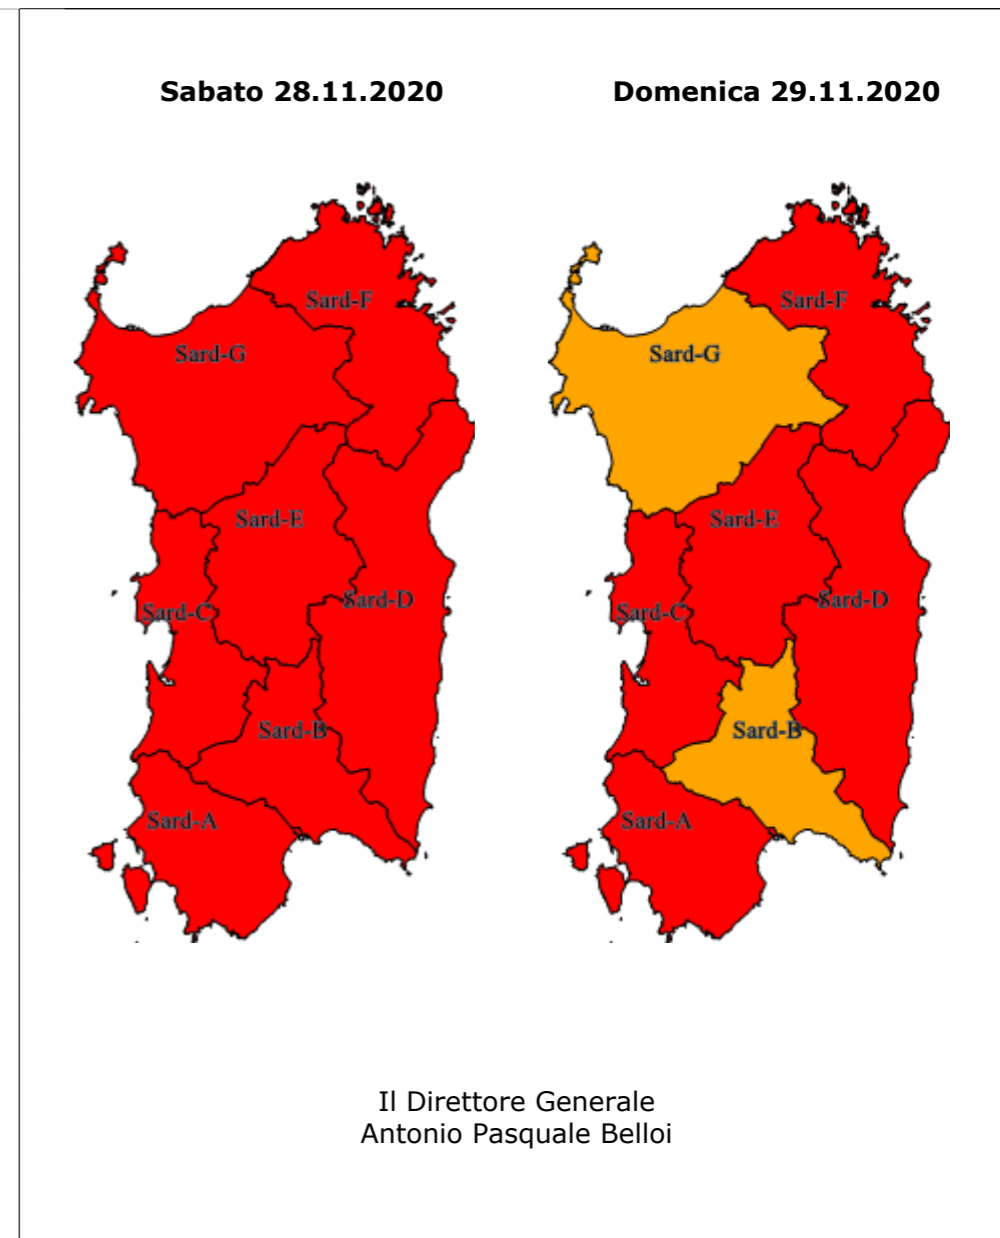 Sabato 28.11.2020
Domenica 29.11.2020
Sard-F
Sard-G
Sard-E
Sard-D
Sard-C
Sard-B
Sard-A
Sard-F
Sard-G
Sard-E
Sard-D
Sard-C
Sard-B
Sard-A
Il Direttore Generale
Antonio Pasquale Belloi